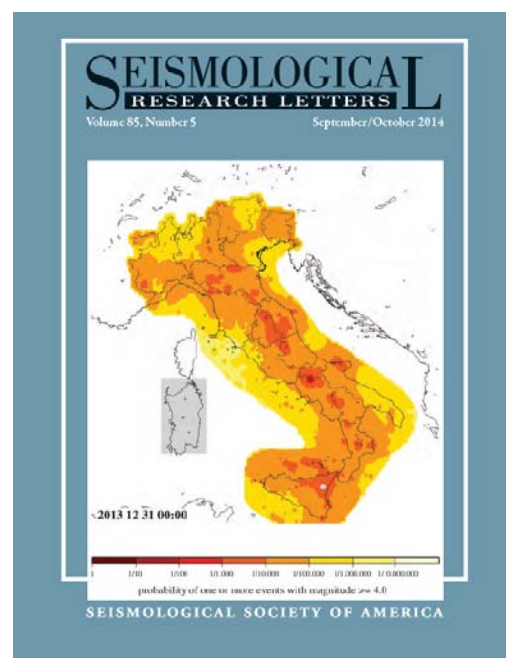 SEISMOLOGICAL
RESEARCH LETTERS
Volume 85, Number 5 September/October 2014
2013 12 31 00:00
1 1/10 1/100 1/1.000 1/10.000 1/100.000 1/1.000.000 1/10.000.000
probability of one or more events with magnitude >= 4.0
SEISMOLOGICAL SOCIETY OF AMERICA